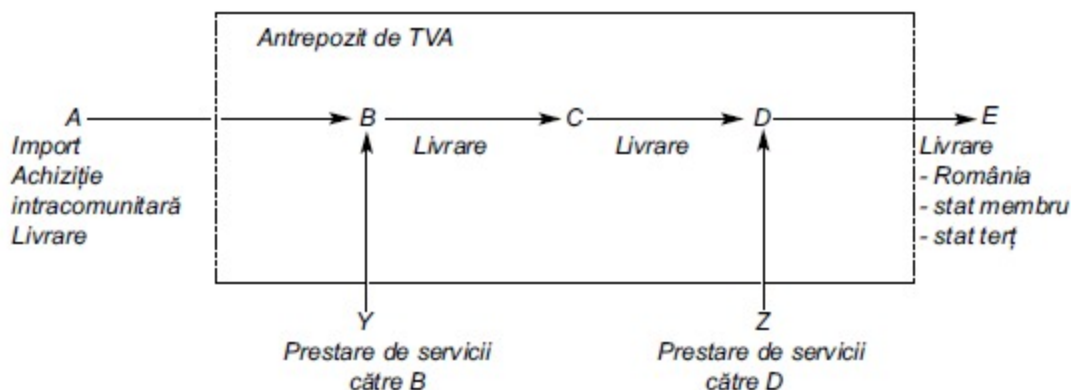 Antrepozit de TVA
A
B
C
D
E
Import
Achiziție
intracomunitară
Livrare
Livrare
Livrare
Livrare
- România
- stat membru
- stat terț
Y
Prestare de servicii
către B
Z
Prestare de servicii
către D